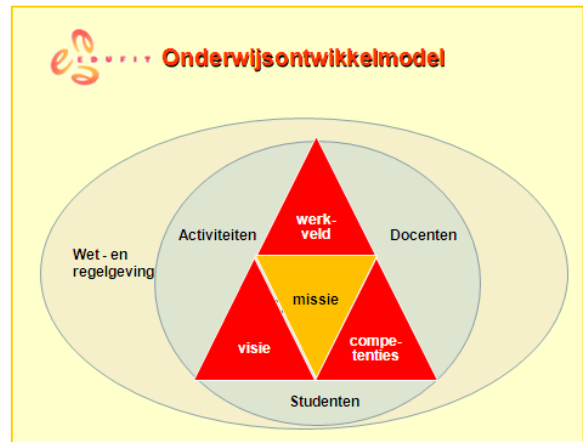 EDUFIT Onderwijsontwikkelmodel
werk-
veld
Activiteiten
Docenten
Wet - en
regelgeving
missie
visie
compe-
tenties
Studenten